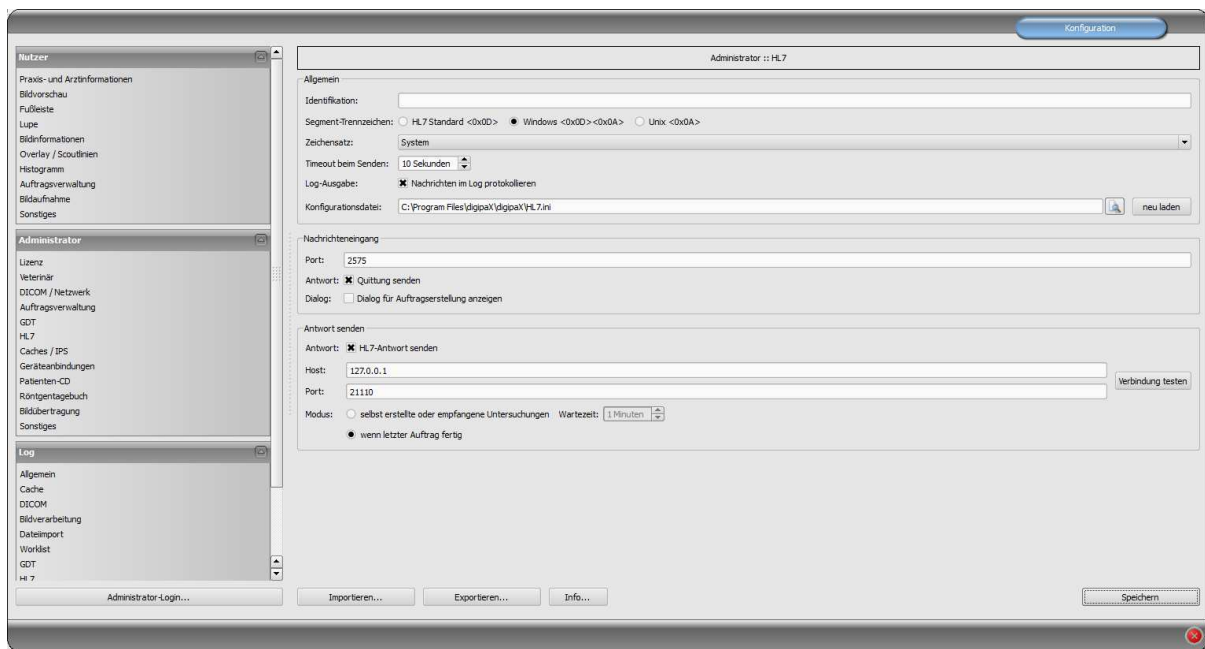 Konfiguration
Nutzer
Praxis- und Arztinformationen
Bildvorschau
Fußleiste
Lupe
Bildinformationen
Overlay / Scoutlinien
Histogramm
Auftragsverwaltung
Bildaufnahme
Sonstiges
Administrator
Lizenz
Veterinär
DICOM / Netzwerk
Auftragsverwaltung
GDT
HL7
Caches / IPS
Geräteanbindungen
Patienten-CD
Röntgentagebuch
Bildübertragung
Sonstiges
Log
Allgemein
Cache
DICOM
Bildverarbeitung
Dateiimport
Worklist
GDT
HL7
Administrator-Login...
Administrator :: HL7
Allgemein
Identifikation:
Segment-Trennzeichen: HL7 Standard <0x0D> Windows <0x0D><0x0A> Unix <0x0A>
Zeichensatz: System
Timeout beim Senden: 10 Sekunden
Log-Ausgabe: Nachrichten im Log protokollieren
Konfigurationsdatei: C:\Program Files\digipaX\digipaX\HL7.ini neu laden
Nachrichteneingang
Port: 2575
Antwort: Quittung senden
Dialog: Dialog für Auftragserstellung anzeigen
Antwort senden
Antwort: HL7-Antwort senden
Host: 127.0.0.1
Port: 21110
Verbindung testen
Modus: selbst erstellte oder empfangene Untersuchungen Wartezeit: 1 Minuten
wenn letzter Auftrag fertig
Importieren... Exportieren... Info... Speichern